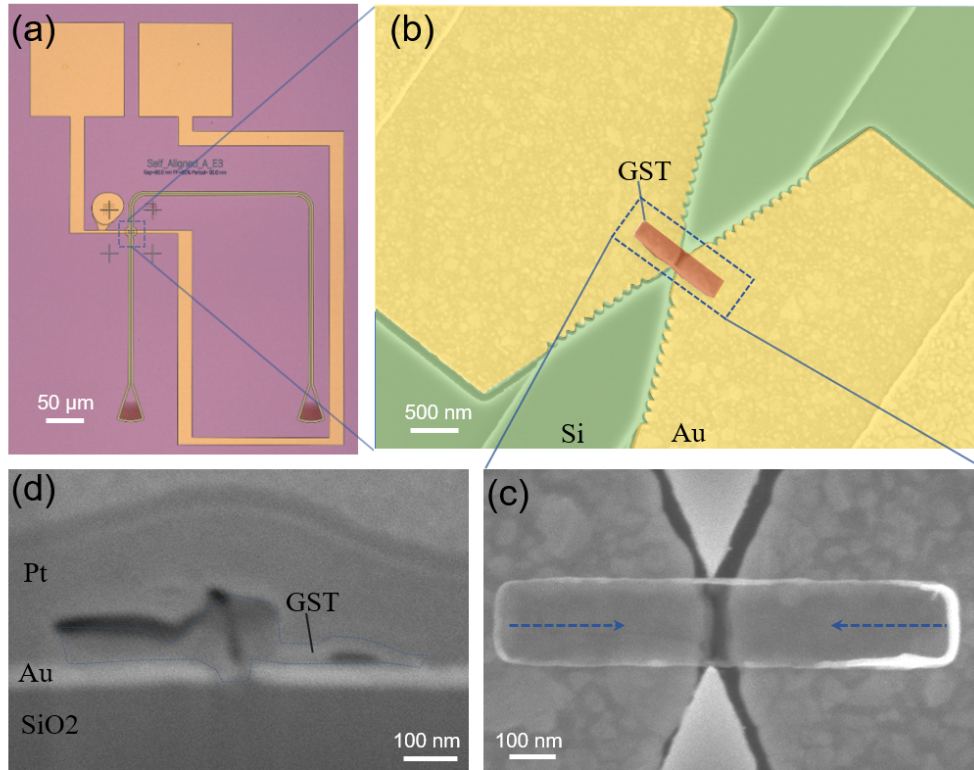 (a)
Self_Aligned_A_E3
50 μm
(b)
GST
500 nm
Si
Au
(d)
Pt
GST
Au
SiO2
100 nm
(c)
100 nm